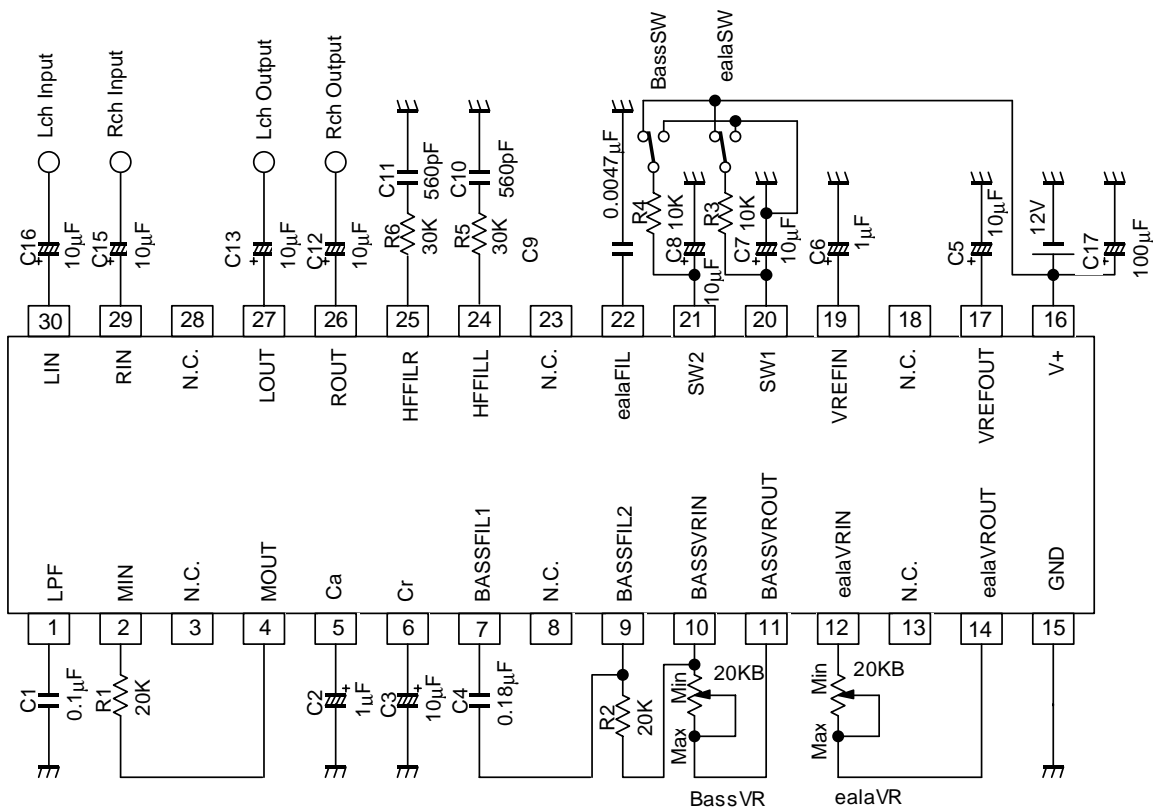 Lch Input
Rch Input
Lch Output
Rch Output
BassSW
ealaSW
C16
10µF
C15
10µF
C13
10µF
C12
10µF
C11
560pF
R6
30K
C10
560pF
R5
30K
C9
0.0047µF
R4
10K
C8
10µF
R3
10K
C7
10µF
C6
1µF
C5
10µF
12V
C17
100µF
+
+
+
+
+
+
+
+
+
30
29
28
27
26
25
24
23
22
21
20
19
18
17
16
LIN
RIN
N.C.
LOUT
ROUT
HFFILR
HFFILL
N.C.
ealaFIL
SW2
SW1
VREFIN
N.C.
VREFOUT
V+
LPF
MIN
N.C.
MOUT
Ca
Cr
BASSFIL1
N.C.
BASSFIL2
BASSVRIN
BASSVROUT
ealaVRIN
N.C.
ealaVROUT
GND
1
2
3
4
5
6
7
8
9
10
11
12
13
14
15
C1
0.1µF
R1
20K
C2
1µF
+
C3
10µF
+
C4
0.18µF
R2
20K
Min
20KB
Max
BassVR
Min
20KB
Max
ealaVR